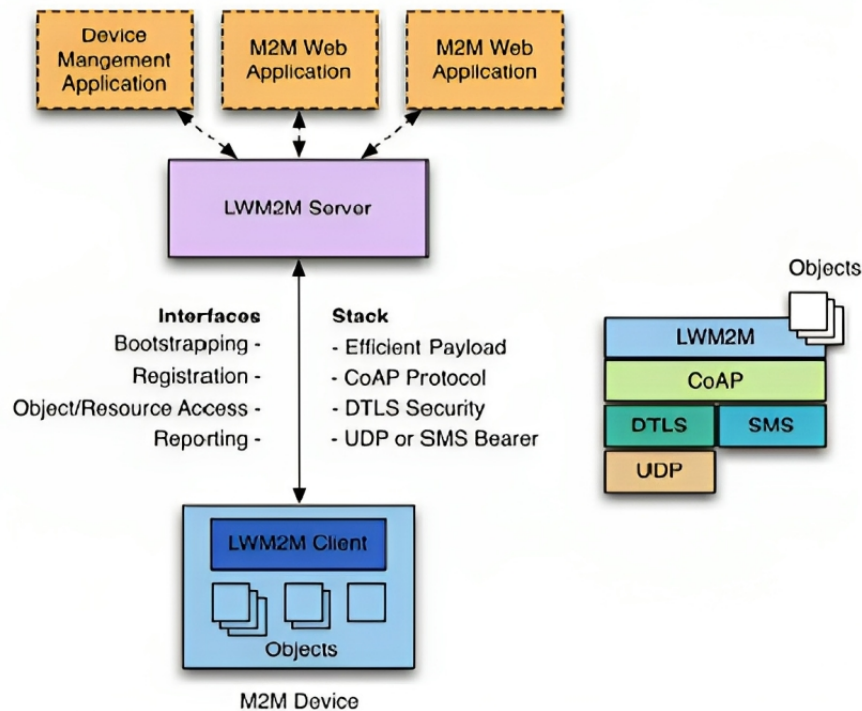 Device
Mangement
Application
M2M Web
Application
M2M Web
Application
LWM2M Server
Interfaces
Bootstrapping -
Registration -
Object/Resource Access -
Reporting -
Stack
- Efficient Payload
- CoAP Protocol
- DTLS Security
- UDP or SMS Bearer
LWM2M Client
Objects
M2M Device
Objects
LWM2M
CoAP
DTLS
SMS
UDP